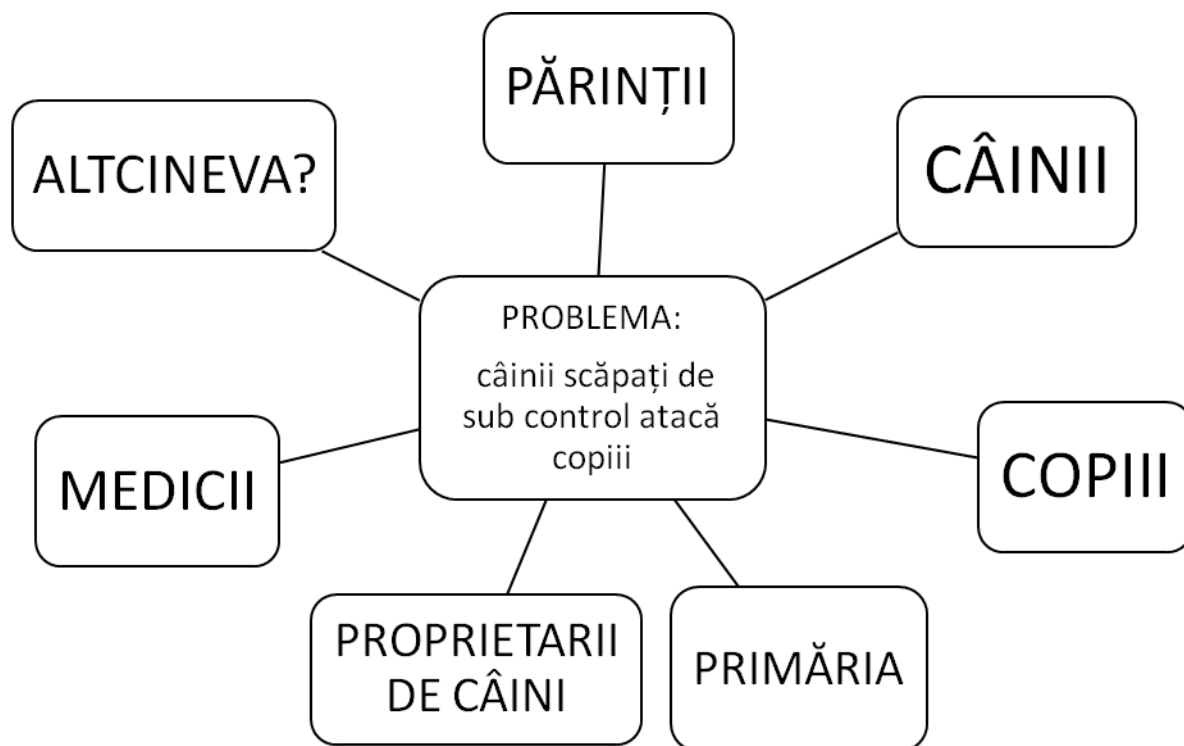 PĂRINȚII
CÂINII
ALTCINEVA?
PROBLEMA:
câinii scăpați de
sub control atacă
copiii
COPIII
MEDICII
PROPRIETARII
DE CÂINI
PRIMĂRIA